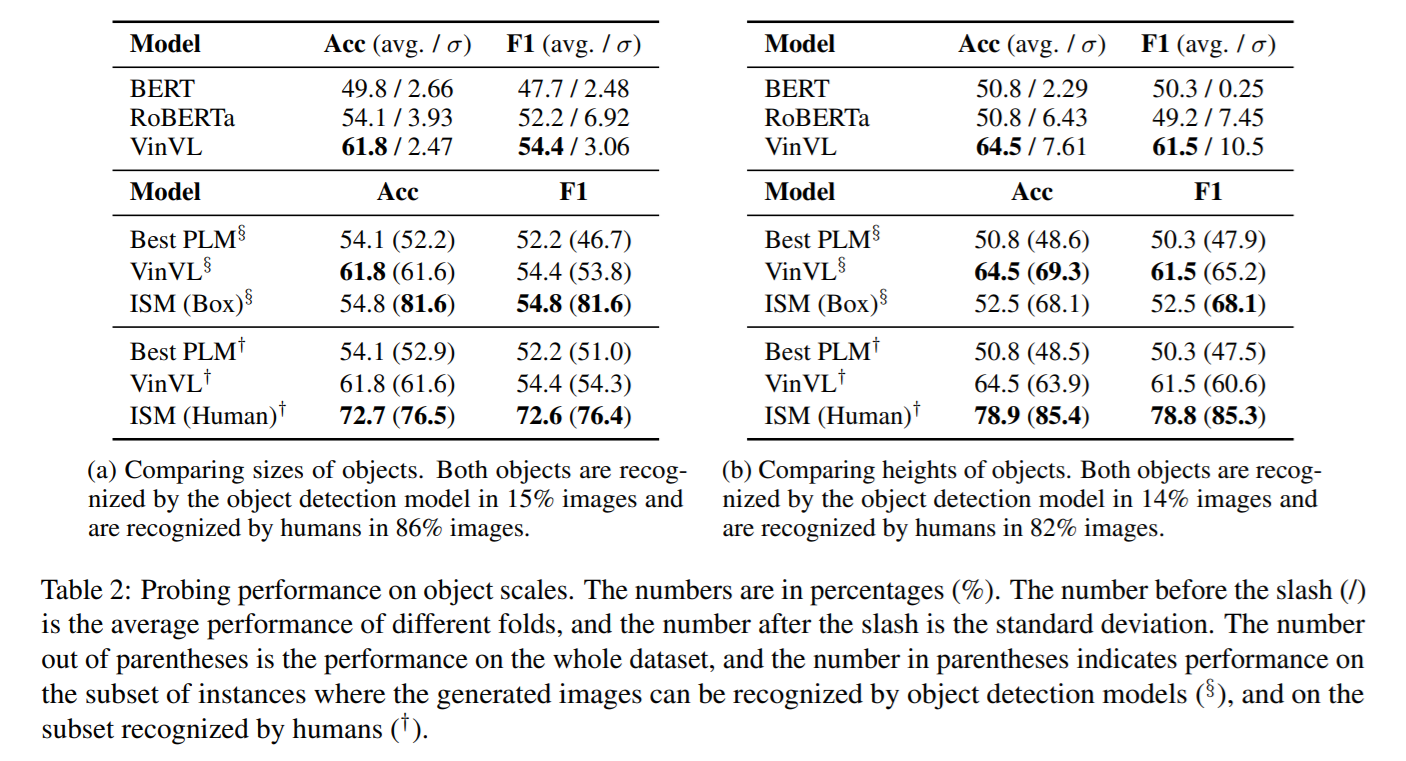 Model Acc (avg. / σ) F1 (avg. / σ)
BERT 49.8 / 2.66 47.7 / 2.48
RoBERTa 54.1 / 3.93 52.2 / 6.92
VinVL 61.8 / 2.47 54.4 / 3.06
Model Acc F1
Best PLM§ 54.1 (52.2) 52.2 (46.7)
VinVL§ 61.8 (61.6) 54.4 (53.8)
ISM (Box)§ 54.8 (81.6) 54.8 (81.6)
Best PLM† 54.1 (52.9) 52.2 (51.0)
VinVL† 61.8 (61.6) 54.4 (54.3)
ISM (Human)† 72.7 (76.5) 72.6 (76.4)
(a) Comparing sizes of objects. Both objects are recog-
nized by the object detection model in 15% images and
are recognized by humans in 86% images.
Model Acc (avg. / σ) F1 (avg. / σ)
BERT 50.8 / 2.29 50.3 / 0.25
RoBERTa 50.8 / 6.43 49.2 / 7.45
VinVL 64.5 / 7.61 61.5 / 10.5
Model Acc F1
Best PLM§ 50.8 (48.6) 50.3 (47.9)
VinVL§ 64.5 (69.3) 61.5 (65.2)
ISM (Box)§ 52.5 (68.1) 52.5 (68.1)
Best PLM† 50.8 (48.5) 50.3 (47.5)
VinVL† 64.5 (63.9) 61.5 (60.6)
ISM (Human)† 78.9 (85.4) 78.8 (85.3)
(b) Comparing heights of objects. Both objects are recog-
nized by the object detection model in 14% images and
are recognized by humans in 82% images.
Table 2: Probing performance on object scales. The numbers are in percentages (%). The number before the slash (/)
is the average performance of different folds, and the number after the slash is the standard deviation. The number
out of parentheses is the performance on the whole dataset, and the number in parentheses indicates performance on
the subset of instances where the generated images can be recognized by object detection models (§), and on the
subset recognized by humans (†).